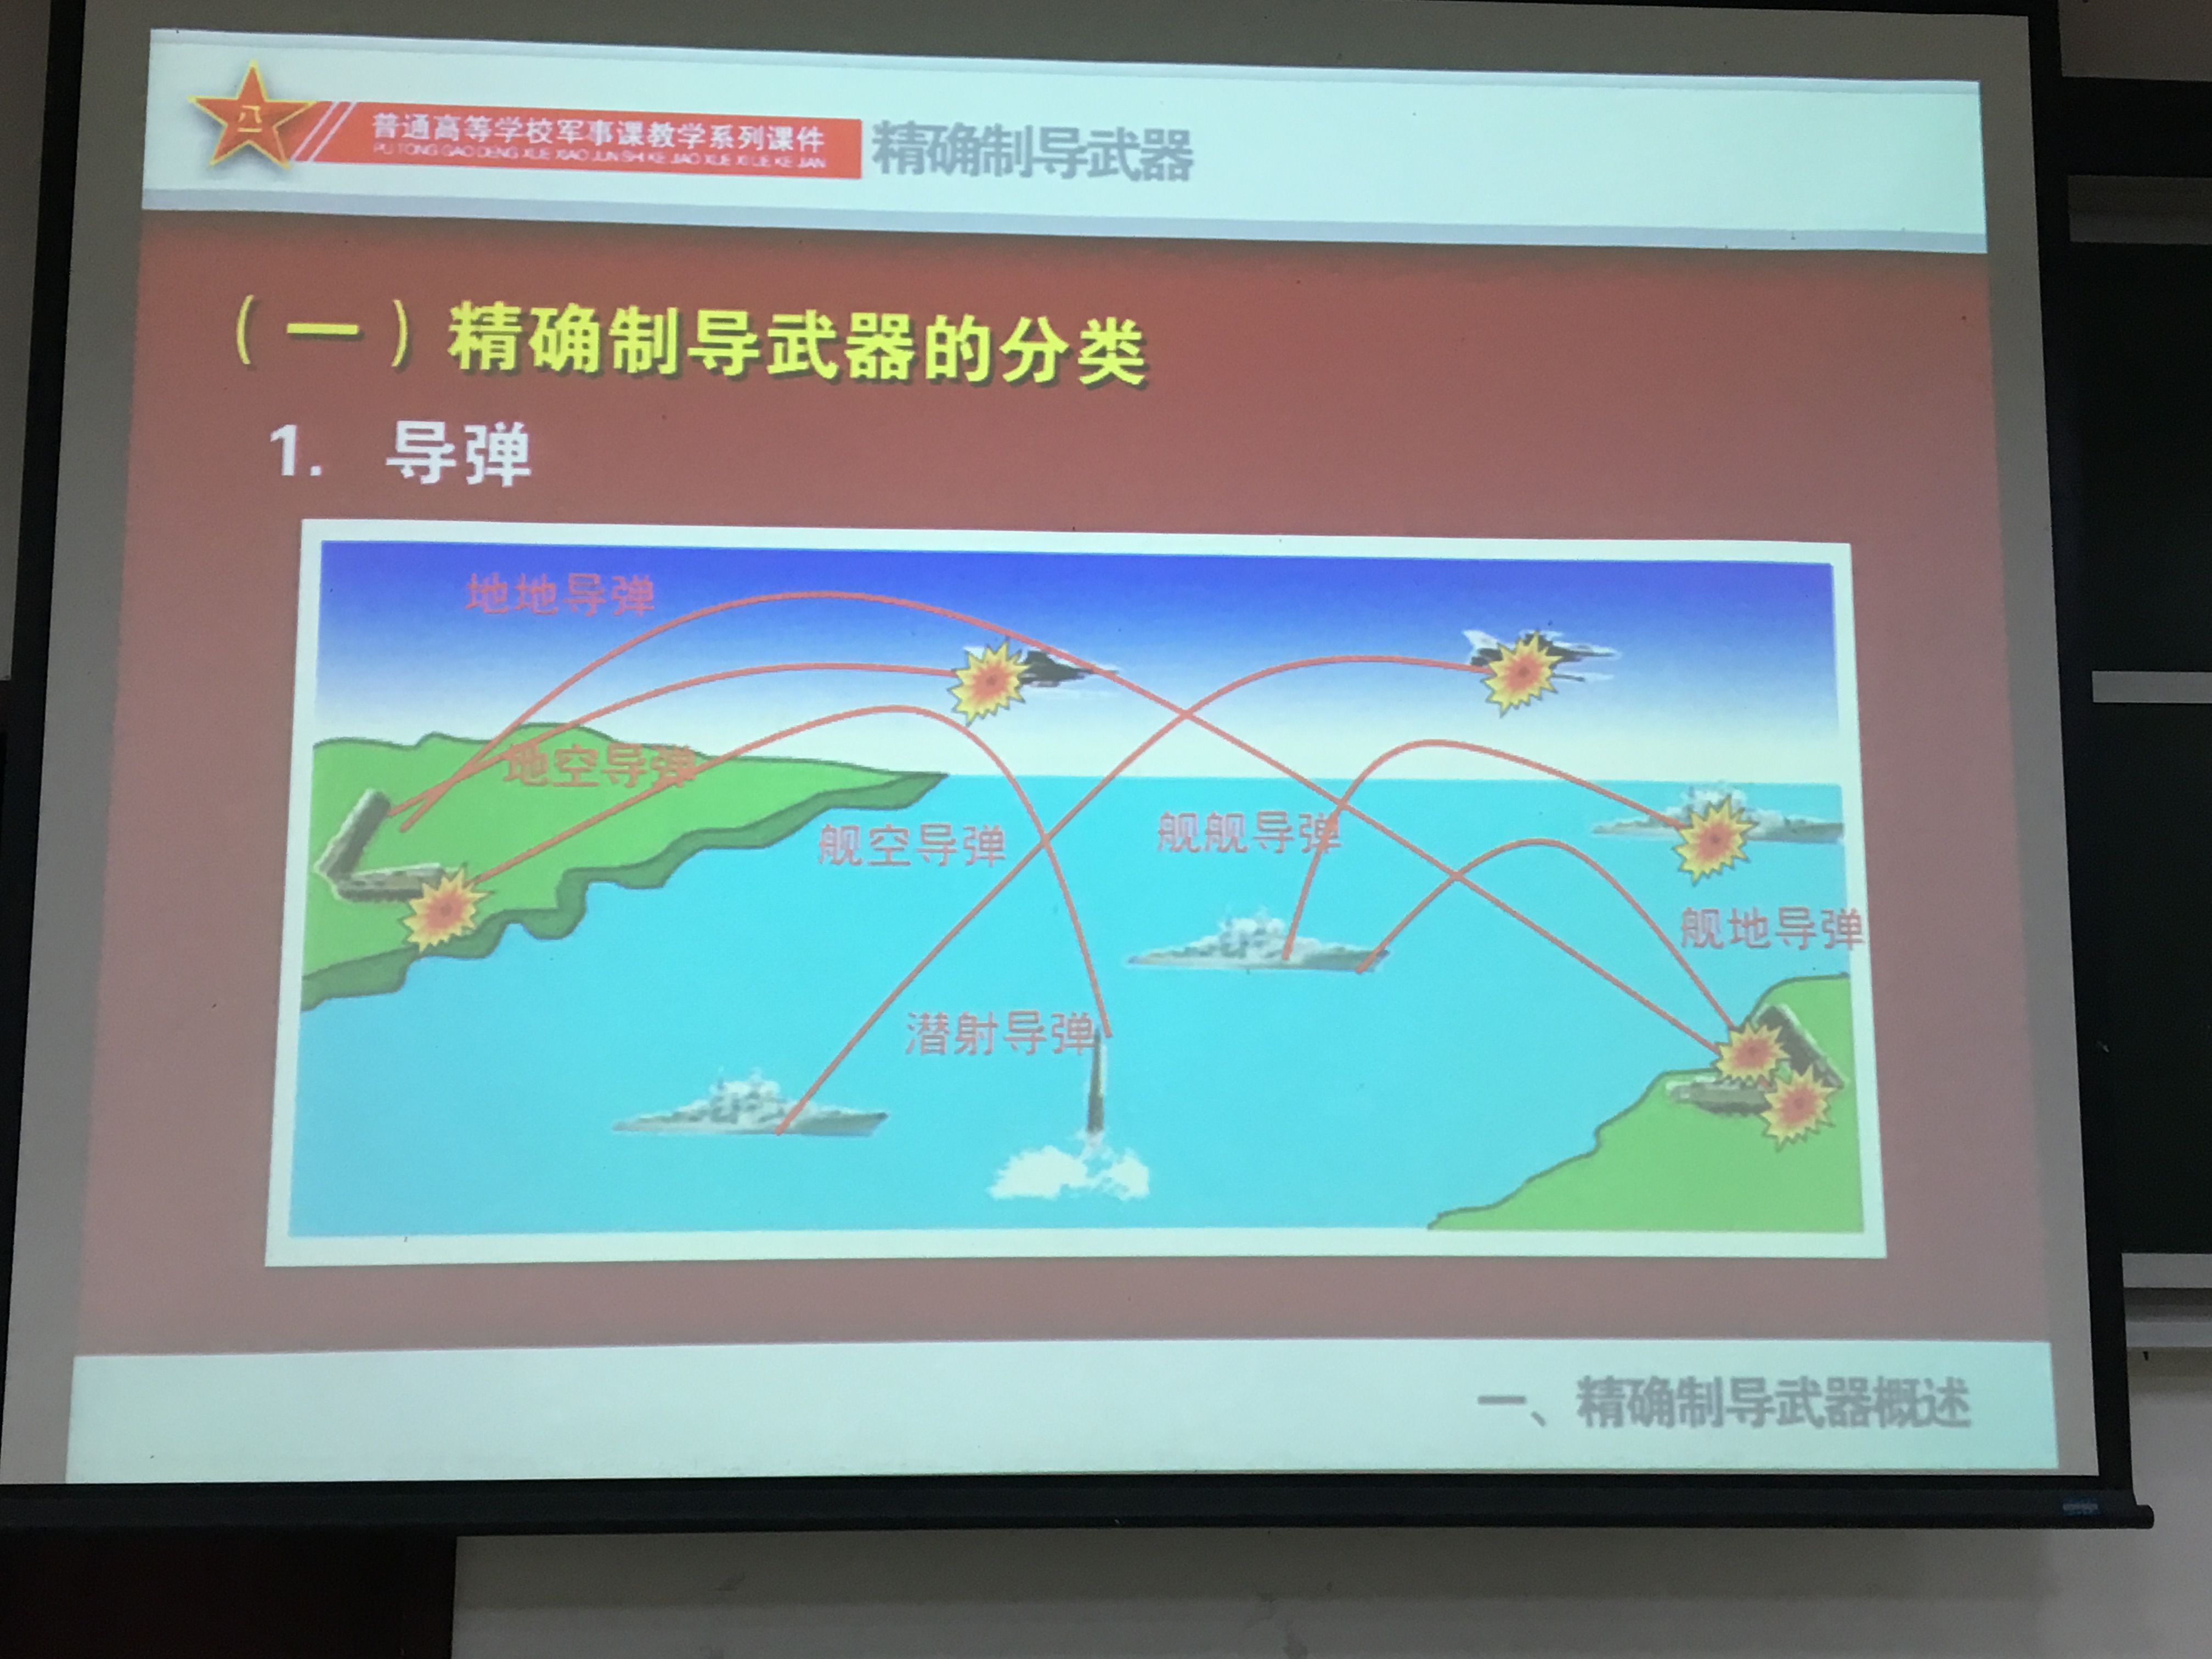 八一
普通高等学校军事课教学系列课件
PU TONG GAO DENG XUE XIAO JUN SHI KE JIAO XUE XI LIE KE JIAN
精确制导武器
（一）精确制导武器的分类
1. 导弹
地地导弹
地空导弹
舰空导弹
舰舰导弹
舰地导弹
潜射导弹
一、精确制导武器概述